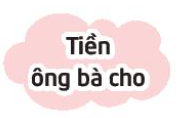 Tiền
ông bà cho